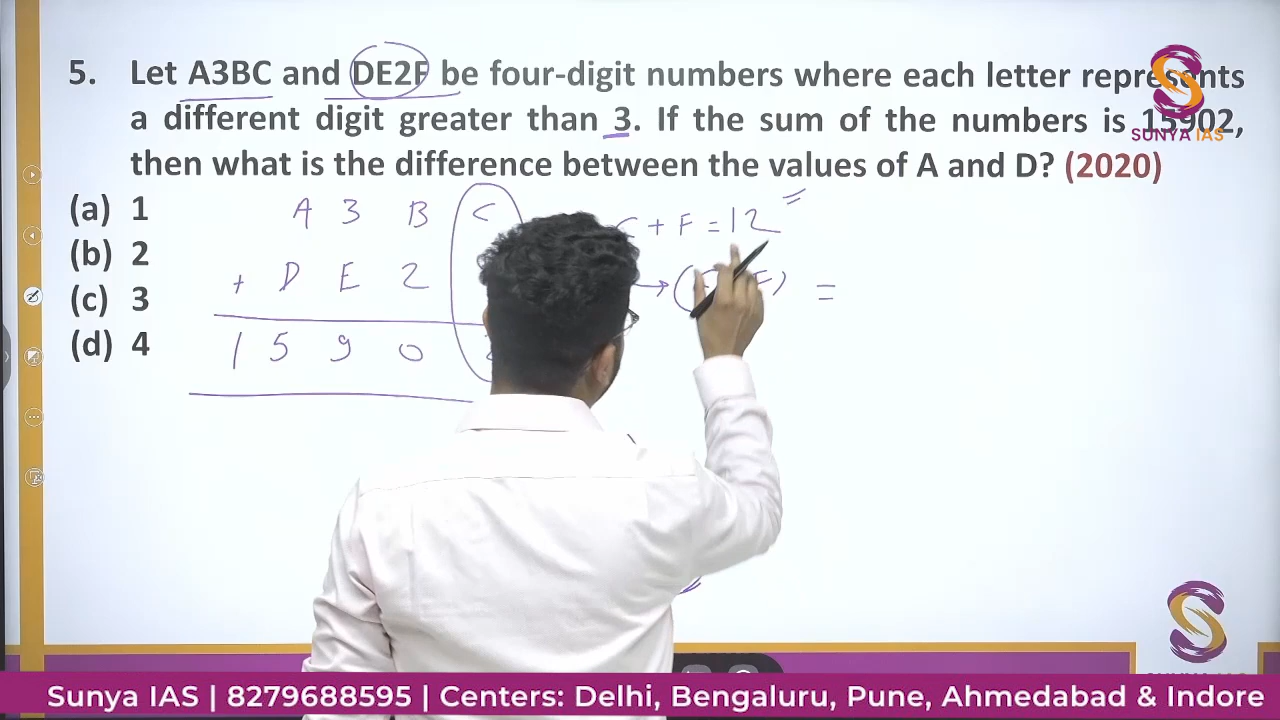 5. Let A3BC and DE2F be four-digit numbers where each letter represents
a different digit greater than 3. If the sum of the numbers is 15902,
then what is the difference between the values of A and D? (2020)
(a) 1
(b) 2
(c) 3
(d) 4
A 3 B C
+ D E 2
1 5 9 0
C + F = 12
=
SUNYA IAS
Sunya IAS | 8279688595 | Centers: Delhi, Bengaluru, Pune, Ahmedabad & Indore